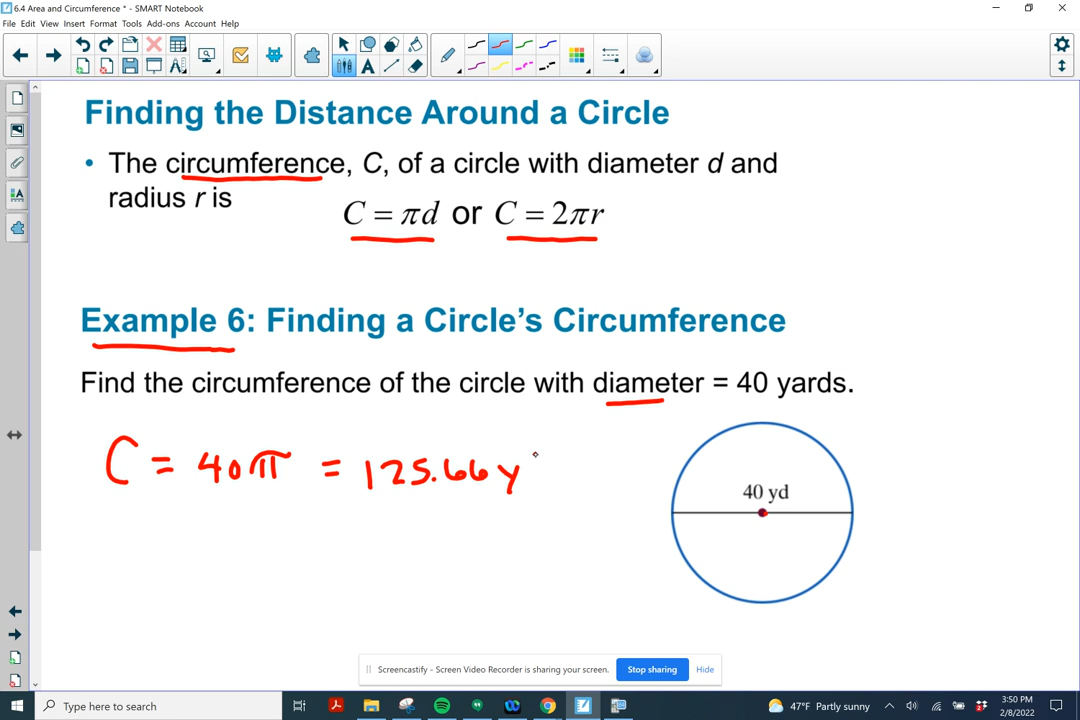 6.4 Area and Circumference * - SMART Notebook
File Edit View Insert Format Tools Add-ons Account Help
Finding the Distance Around a Circle
• The circumference, C, of a circle with diameter d and
radius r is
C = πd or C = 2πr
Example 6: Finding a Circle's Circumference
Find the circumference of the circle with diameter = 40 yards.
C = 40π = 125.66 y
40 yd
Screencastify - Screen Video Recorder is sharing your screen. Stop sharing Hide
Type here to search
47°F Partly sunny
3:50 PM
2/8/2022